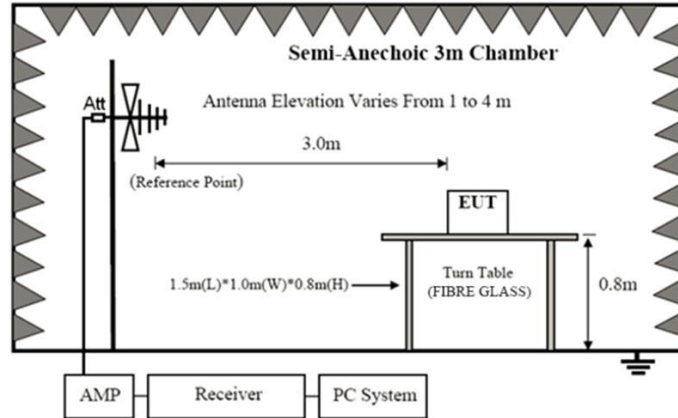 Semi-Anechoic 3m Chamber
Antenna Elevation Varies From 1 to 4 m
Att
3.0m
(Reference Point)
EUT
1.5m(L)*1.0m(W)*0.8m(H)
Turn Table
(FIBRE GLASS)
0.8m
AMP
Receiver
PC System